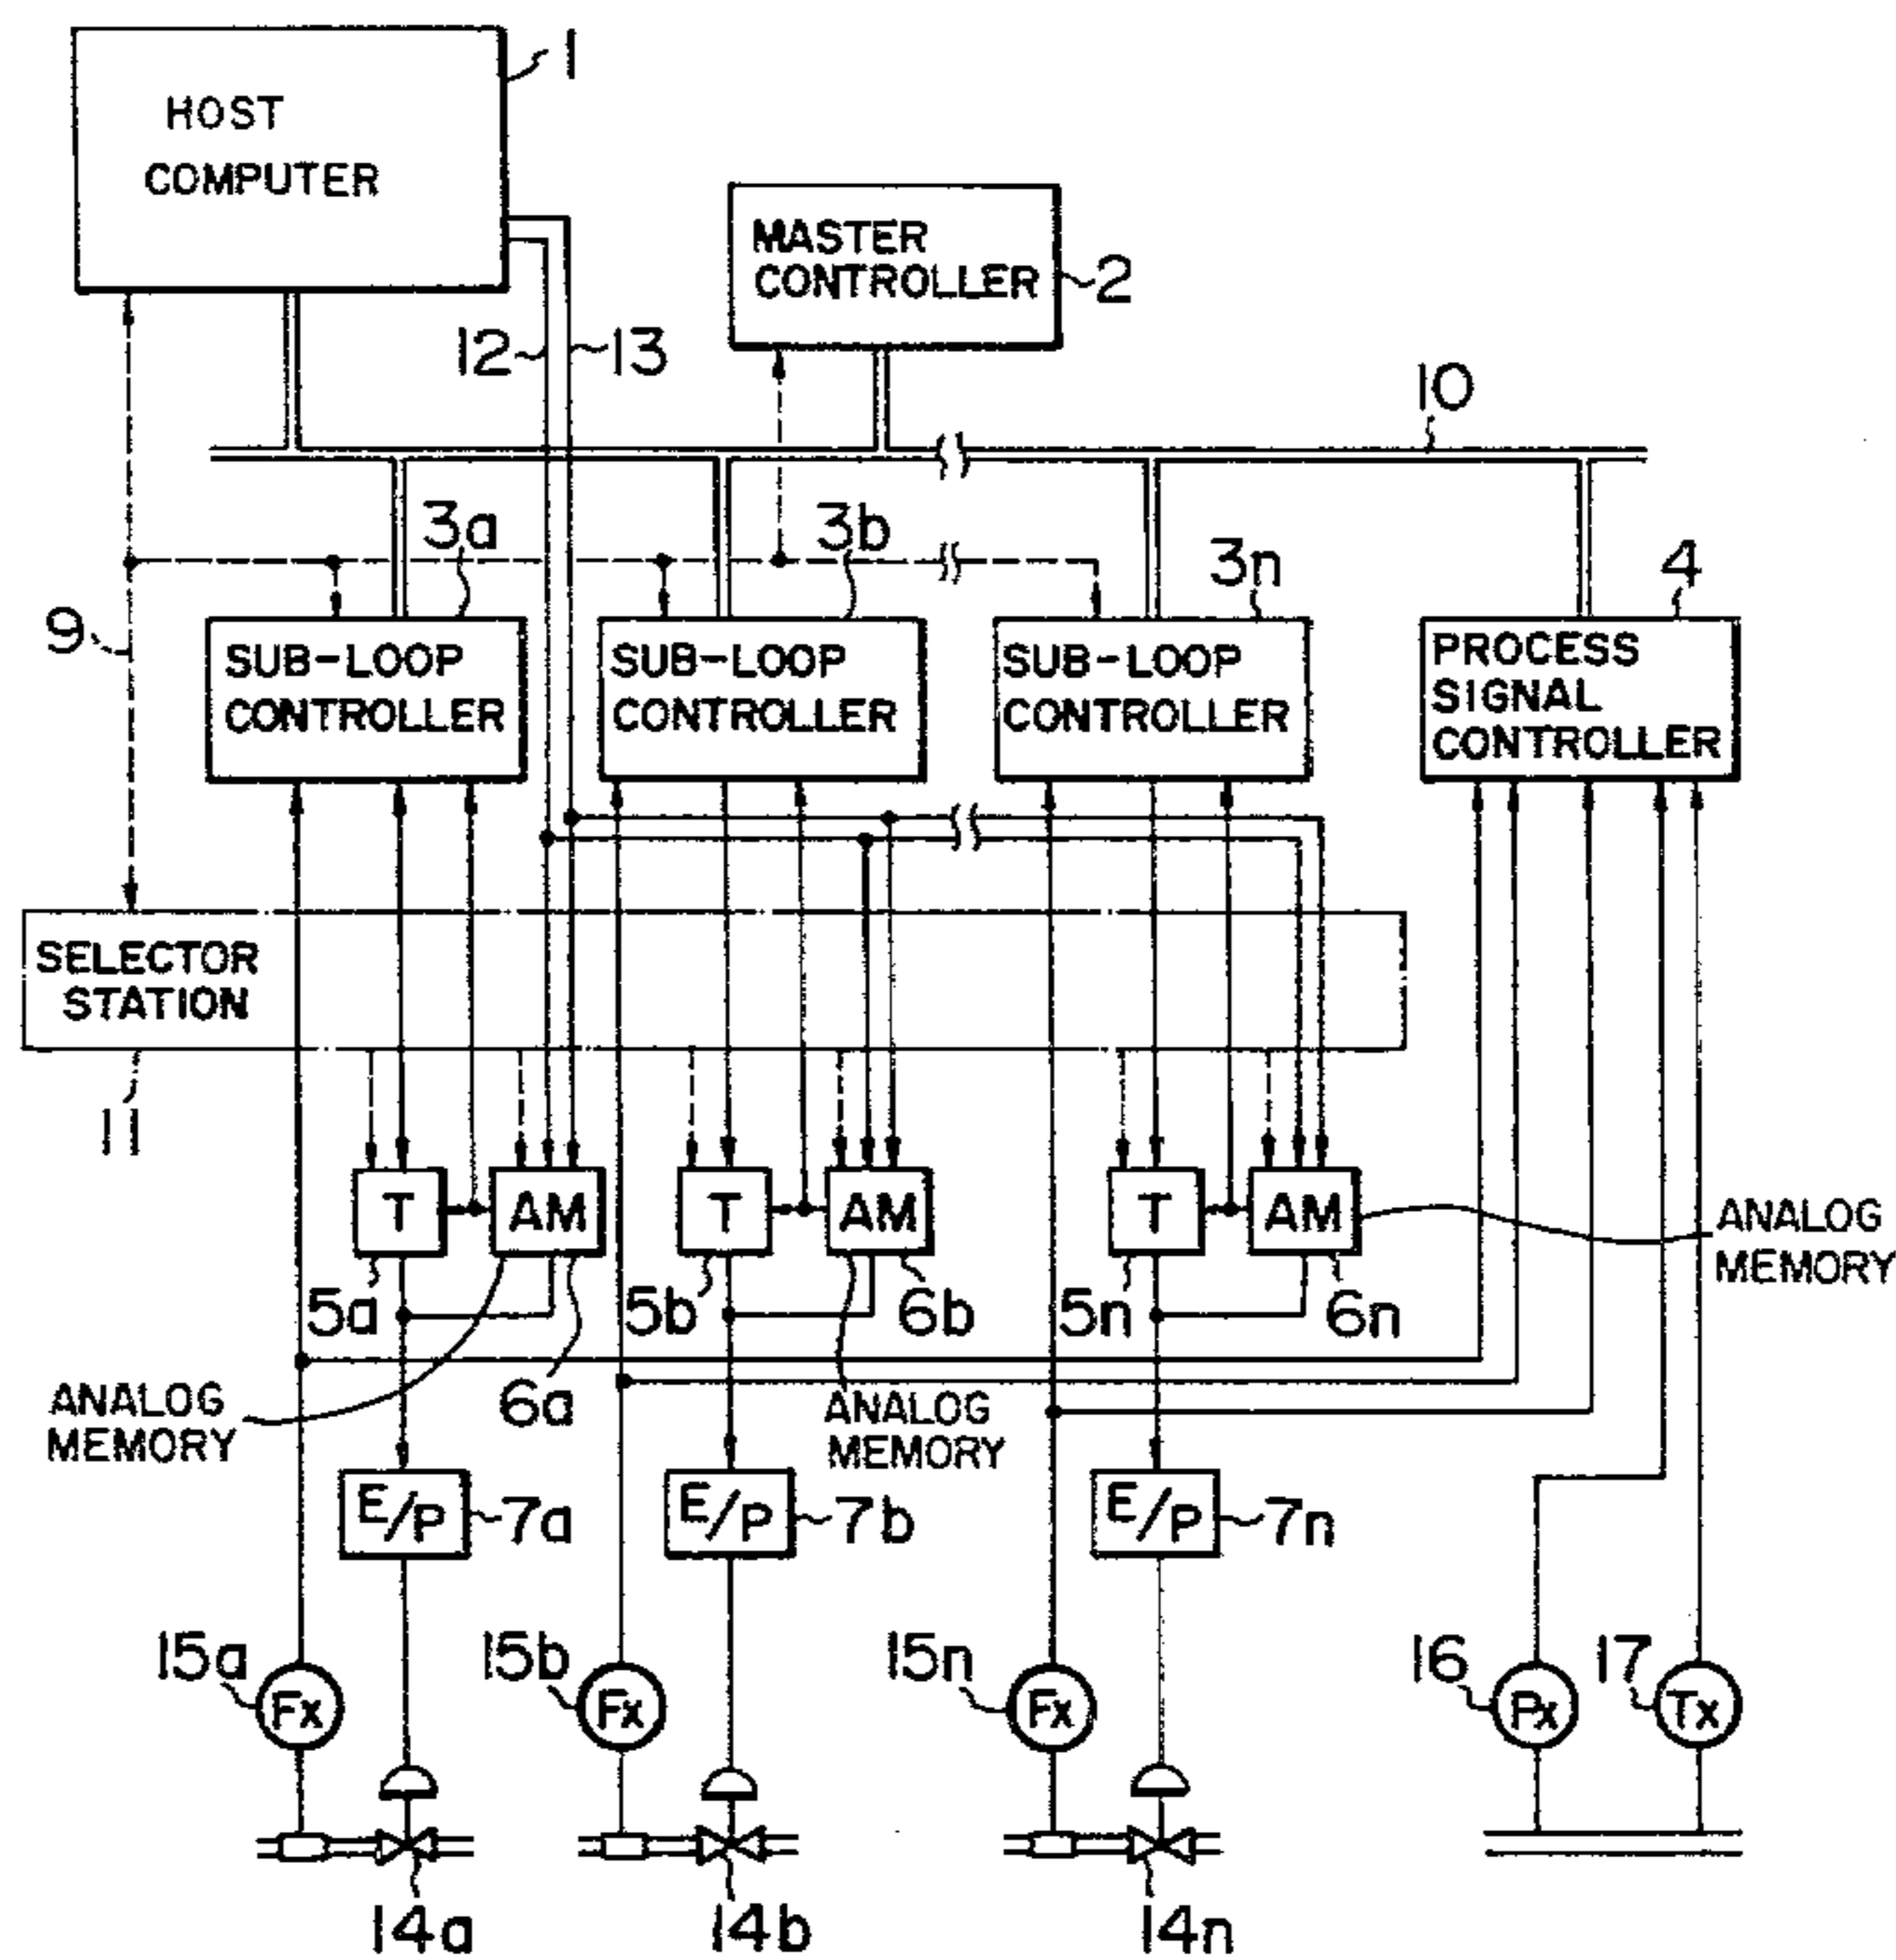 1
HOST
COMPUTER
MASTER
CONTROLLER
2
12
13
10
3a
3b
3n
4
9
SUB-LOOP
CONTROLLER
SUB-LOOP
CONTROLLER
SUB-LOOP
CONTROLLER
PROCESS
SIGNAL
CONTROLLER
SELECTOR
STATION
11
T
AM
T
AM
T
AM
ANALOG
MEMORY
5a
5b
6b
5n
6n
ANALOG
MEMORY
6a
ANALOG
MEMORY
E/P
7a
E/P
7b
E/P
7n
15a
15b
15n
16
17
Fx
Fx
Fx
Px
Tx
14a
14b
14n